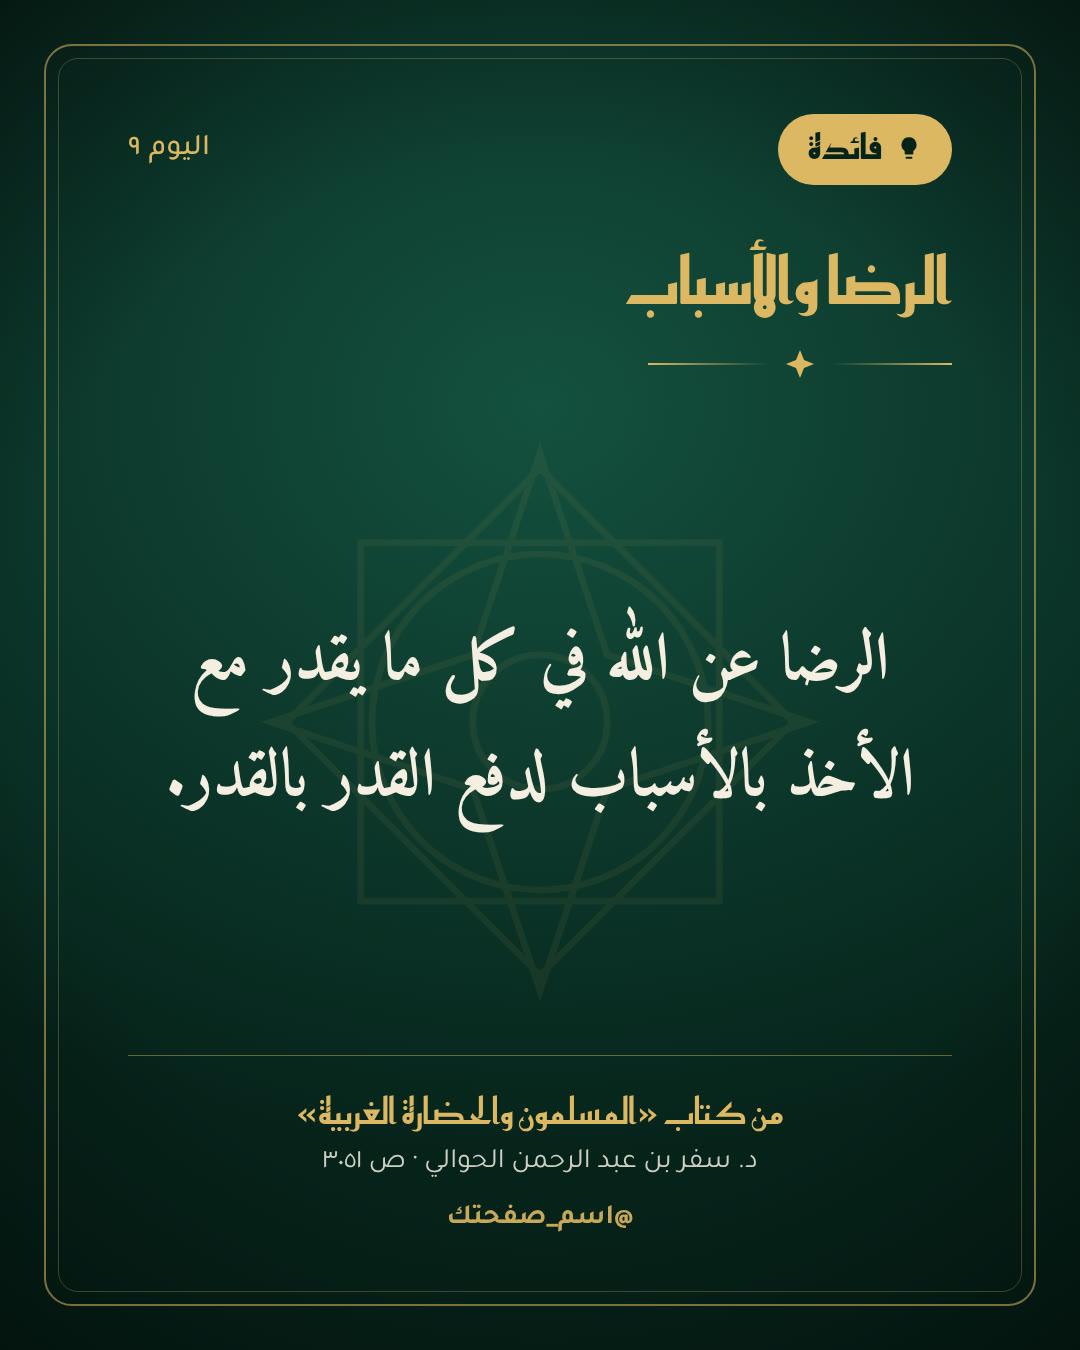 فائدة
اليوم ٩
الرضا والأسباب
الرضا عن الله في كل ما يقدر مع
الأخذ بالأسباب لدفع القدر بالقدر.
من كتاب «المسلمون والحضارة الغربية»
د. سفر بن عبد الرحمن الحوالي · ص ٣٠٥١
@اسم_صفحتك